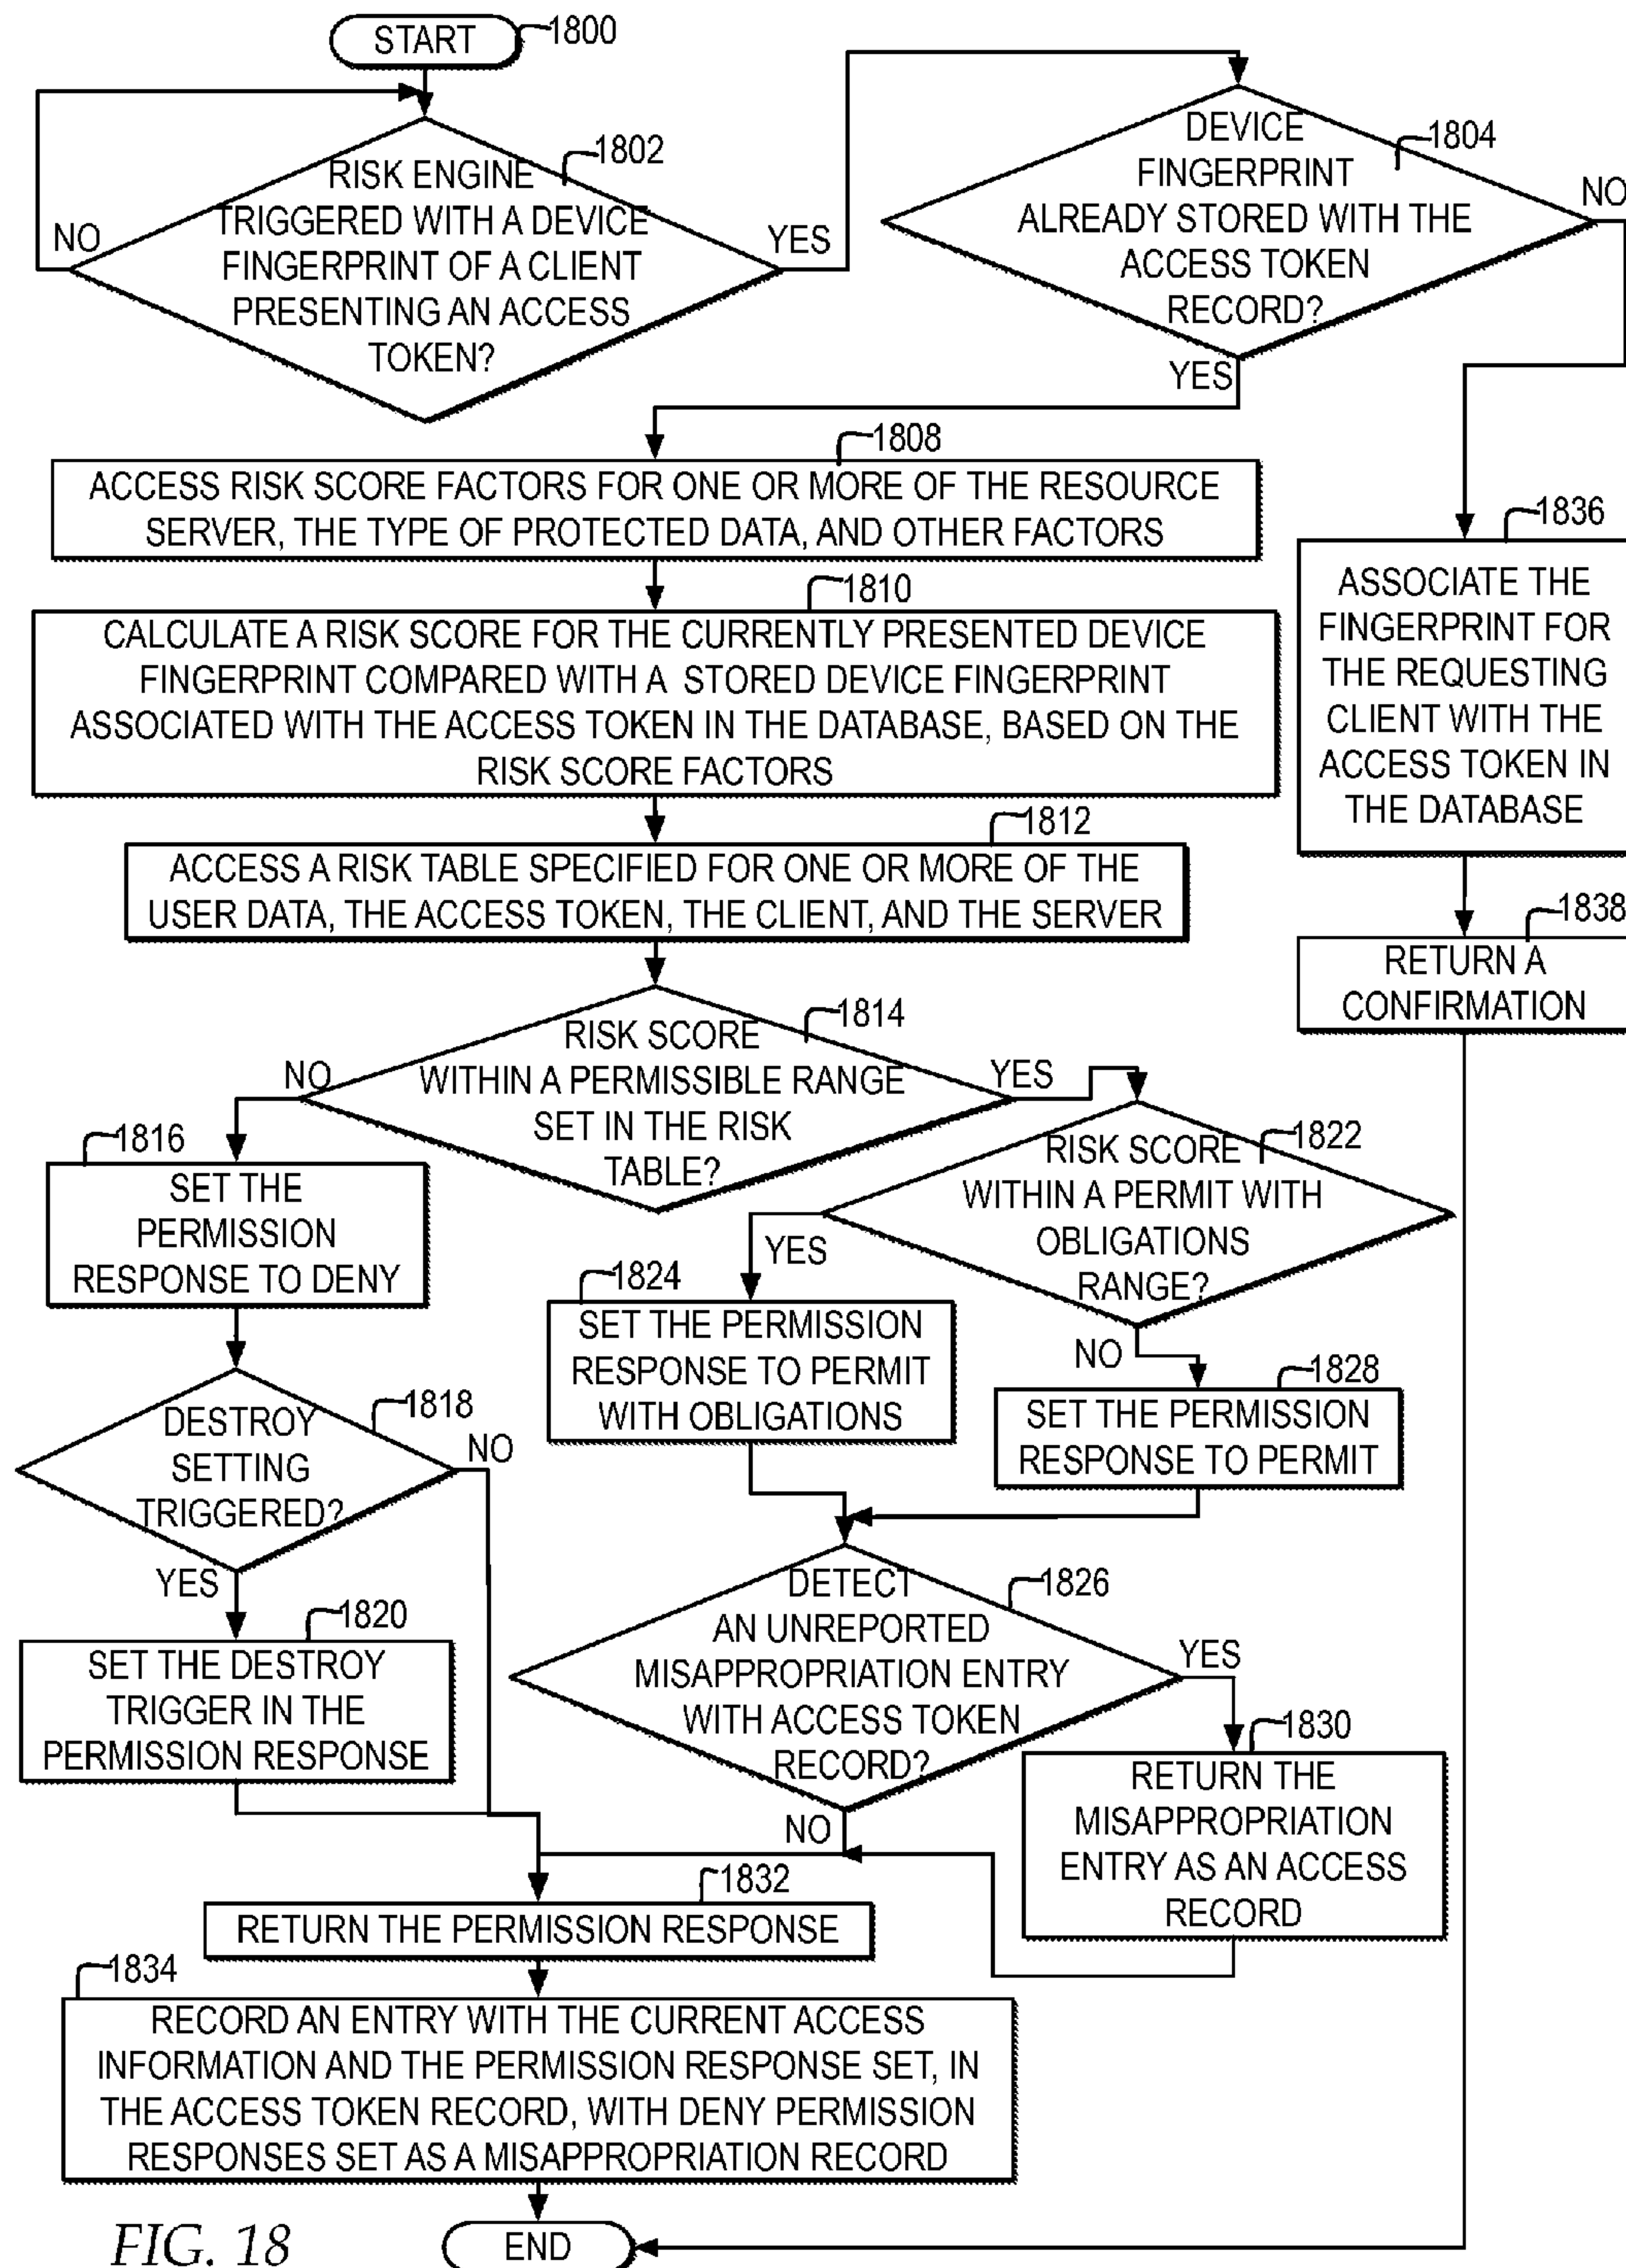 START
1800
1802
RISK ENGINE
TRIGGERED WITH A DEVICE
FINGERPRINT OF A CLIENT
PRESENTING AN ACCESS
TOKEN?
NO
YES
1804
DEVICE
FINGERPRINT
ALREADY STORED WITH THE
ACCESS TOKEN
RECORD?
NO
YES
1808
ACCESS RISK SCORE FACTORS FOR ONE OR MORE OF THE RESOURCE
SERVER, THE TYPE OF PROTECTED DATA, AND OTHER FACTORS
1810
CALCULATE A RISK SCORE FOR THE CURRENTLY PRESENTED DEVICE
FINGERPRINT COMPARED WITH A STORED DEVICE FINGERPRINT
ASSOCIATED WITH THE ACCESS TOKEN IN THE DATABASE, BASED ON THE
RISK SCORE FACTORS
1836
ASSOCIATE THE
FINGERPRINT FOR
THE REQUESTING
CLIENT WITH THE
ACCESS TOKEN IN
THE DATABASE
1812
ACCESS A RISK TABLE SPECIFIED FOR ONE OR MORE OF THE
USER DATA, THE ACCESS TOKEN, THE CLIENT, AND THE SERVER
1838
RETURN A
CONFIRMATION
1814
RISK SCORE
WITHIN A PERMISSIBLE RANGE
SET IN THE RISK
TABLE?
NO
YES
1816
SET THE
PERMISSION
RESPONSE TO DENY
1822
RISK SCORE
WITHIN A PERMIT WITH
OBLIGATIONS
RANGE?
YES
NO
1824
SET THE PERMISSION
RESPONSE TO PERMIT
WITH OBLIGATIONS
1828
SET THE PERMISSION
RESPONSE TO PERMIT
1818
DESTROY
SETTING
TRIGGERED?
NO
YES
1820
SET THE DESTROY
TRIGGER IN THE
PERMISSION RESPONSE
1826
DETECT
AN UNREPORTED
MISAPPROPRIATION ENTRY
WITH ACCESS TOKEN
RECORD?
YES
NO
1830
RETURN THE
MISAPPROPRIATION
ENTRY AS AN ACCESS
RECORD
1832
RETURN THE PERMISSION RESPONSE
1834
RECORD AN ENTRY WITH THE CURRENT ACCESS
INFORMATION AND THE PERMISSION RESPONSE SET, IN
THE ACCESS TOKEN RECORD, WITH DENY PERMISSION
RESPONSES SET AS A MISAPPROPRIATION RECORD
END
FIG. 18